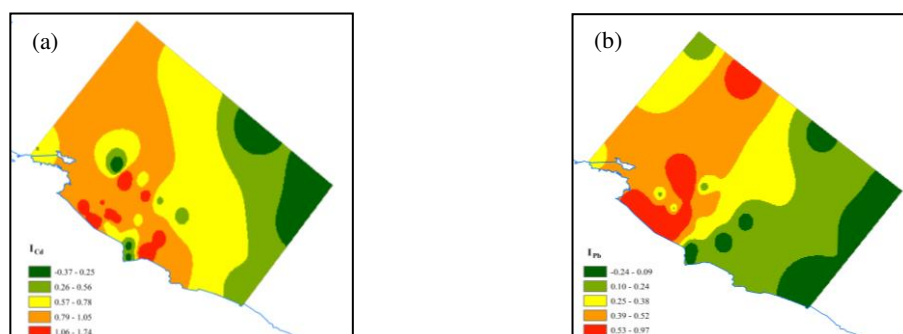 (a)
I Cd
-0.37 - 0.25
0.26 - 0.56
0.57 - 0.78
0.79 - 1.05
1.06 - 1.74
(b)
I Pb
-0.24 - 0.09
0.10 - 0.24
0.25 - 0.38
0.39 - 0.52
0.53 - 0.97